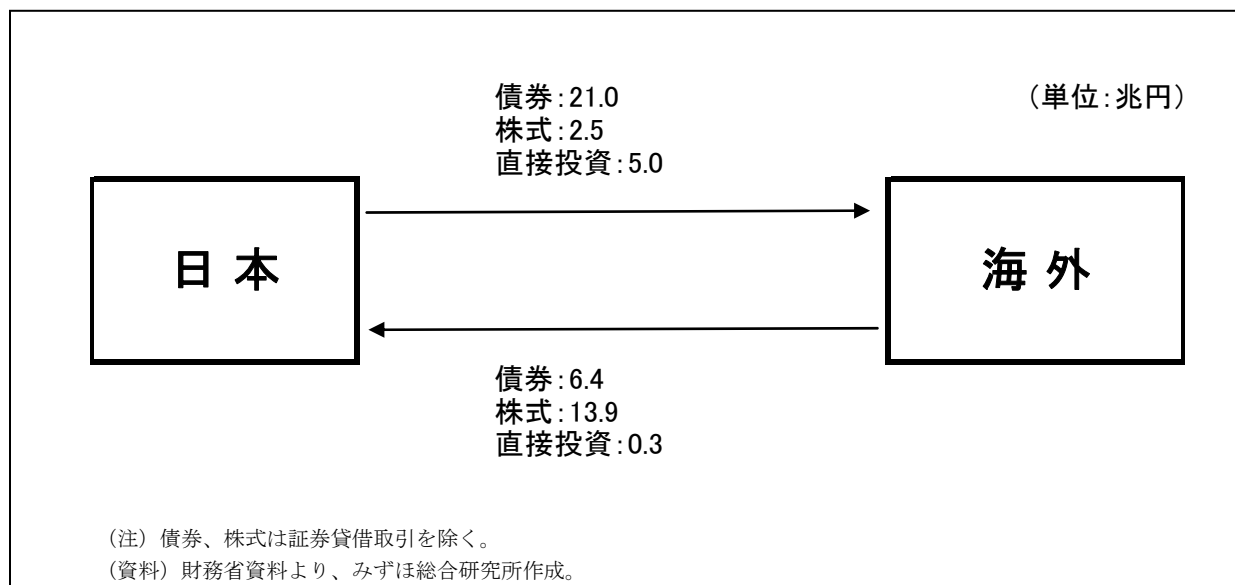 債券：21.0
（単位：兆円）
株式：2.5
直接投資：5.0
日 本
海 外
債券：6.4
株式：13.9
直接投資：0.3
（注）債券、株式は証券貸借取引を除く。
（資料）財務省資料より、みずほ総合研究所作成。